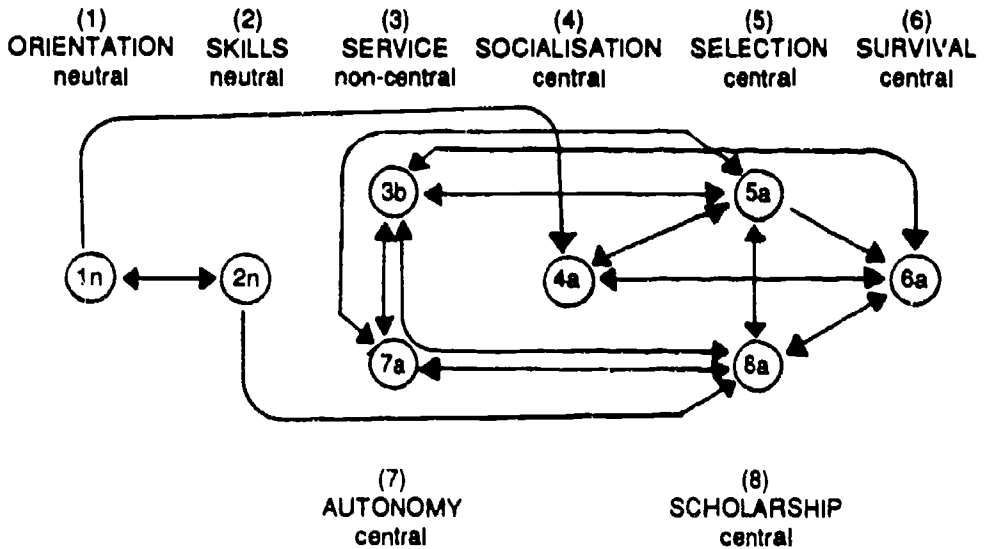 (1) (2) (3) (4) (5) (6)
ORIENTATION SKILLS SERVICE SOCIALISATION SELECTION SURVIVAL
neutral neutral non-central central central central
3b 5a
1n 2n 4a 6a
7a 8a
(7) (8)
AUTONOMY SCHOLARSHIP
central central